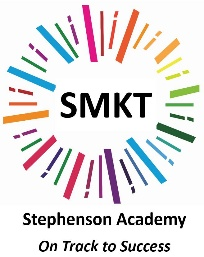 SMKT
Stephenson Academy
On Track to Success